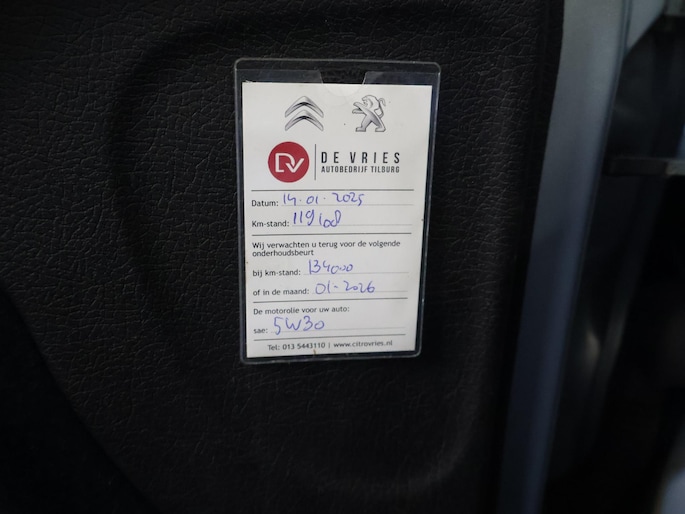 DV DE VRIES
AUTOBEDRIJF TILBURG
Datum: 14-01-2025
Km-stand: 119108
Wij verwachten u terug voor de volgende
onderhoudsbeurt
bij km-stand: 134000
of in de maand: 01-2026
De motorolie voor uw auto:
sae: 5W30
Tel: 013 5443110 | www.citrovries.nl